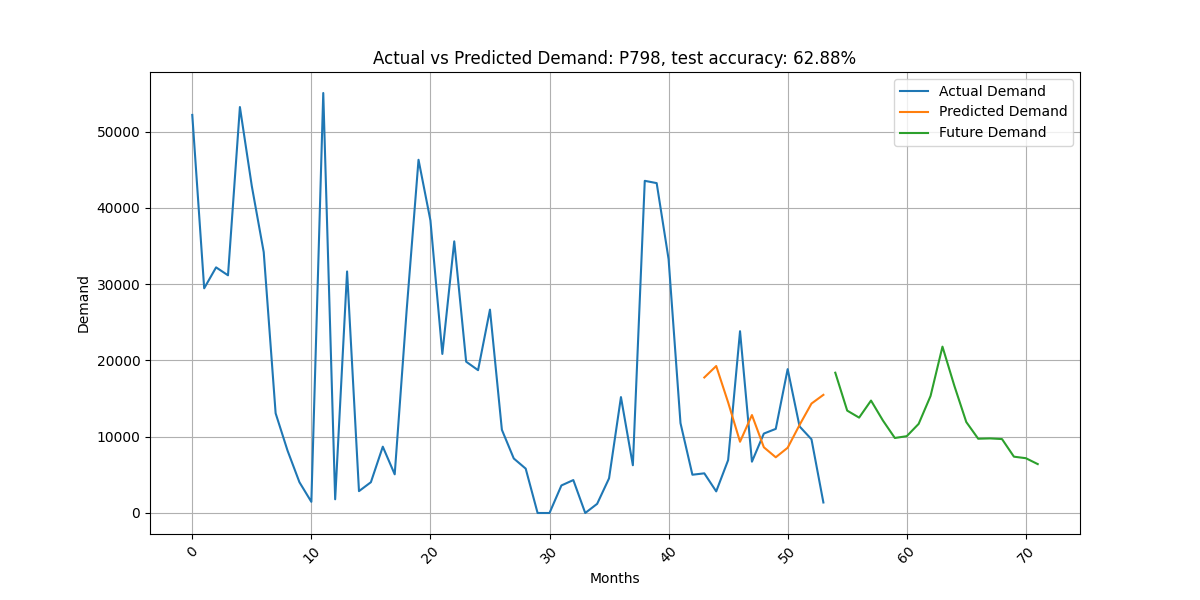 Actual vs Predicted Demand: P798, test accuracy: 62.88%
Actual Demand
Predicted Demand
Future Demand
50000
40000
30000
20000
10000
0
Demand
0 10 20 30 40 50 60 70
Months